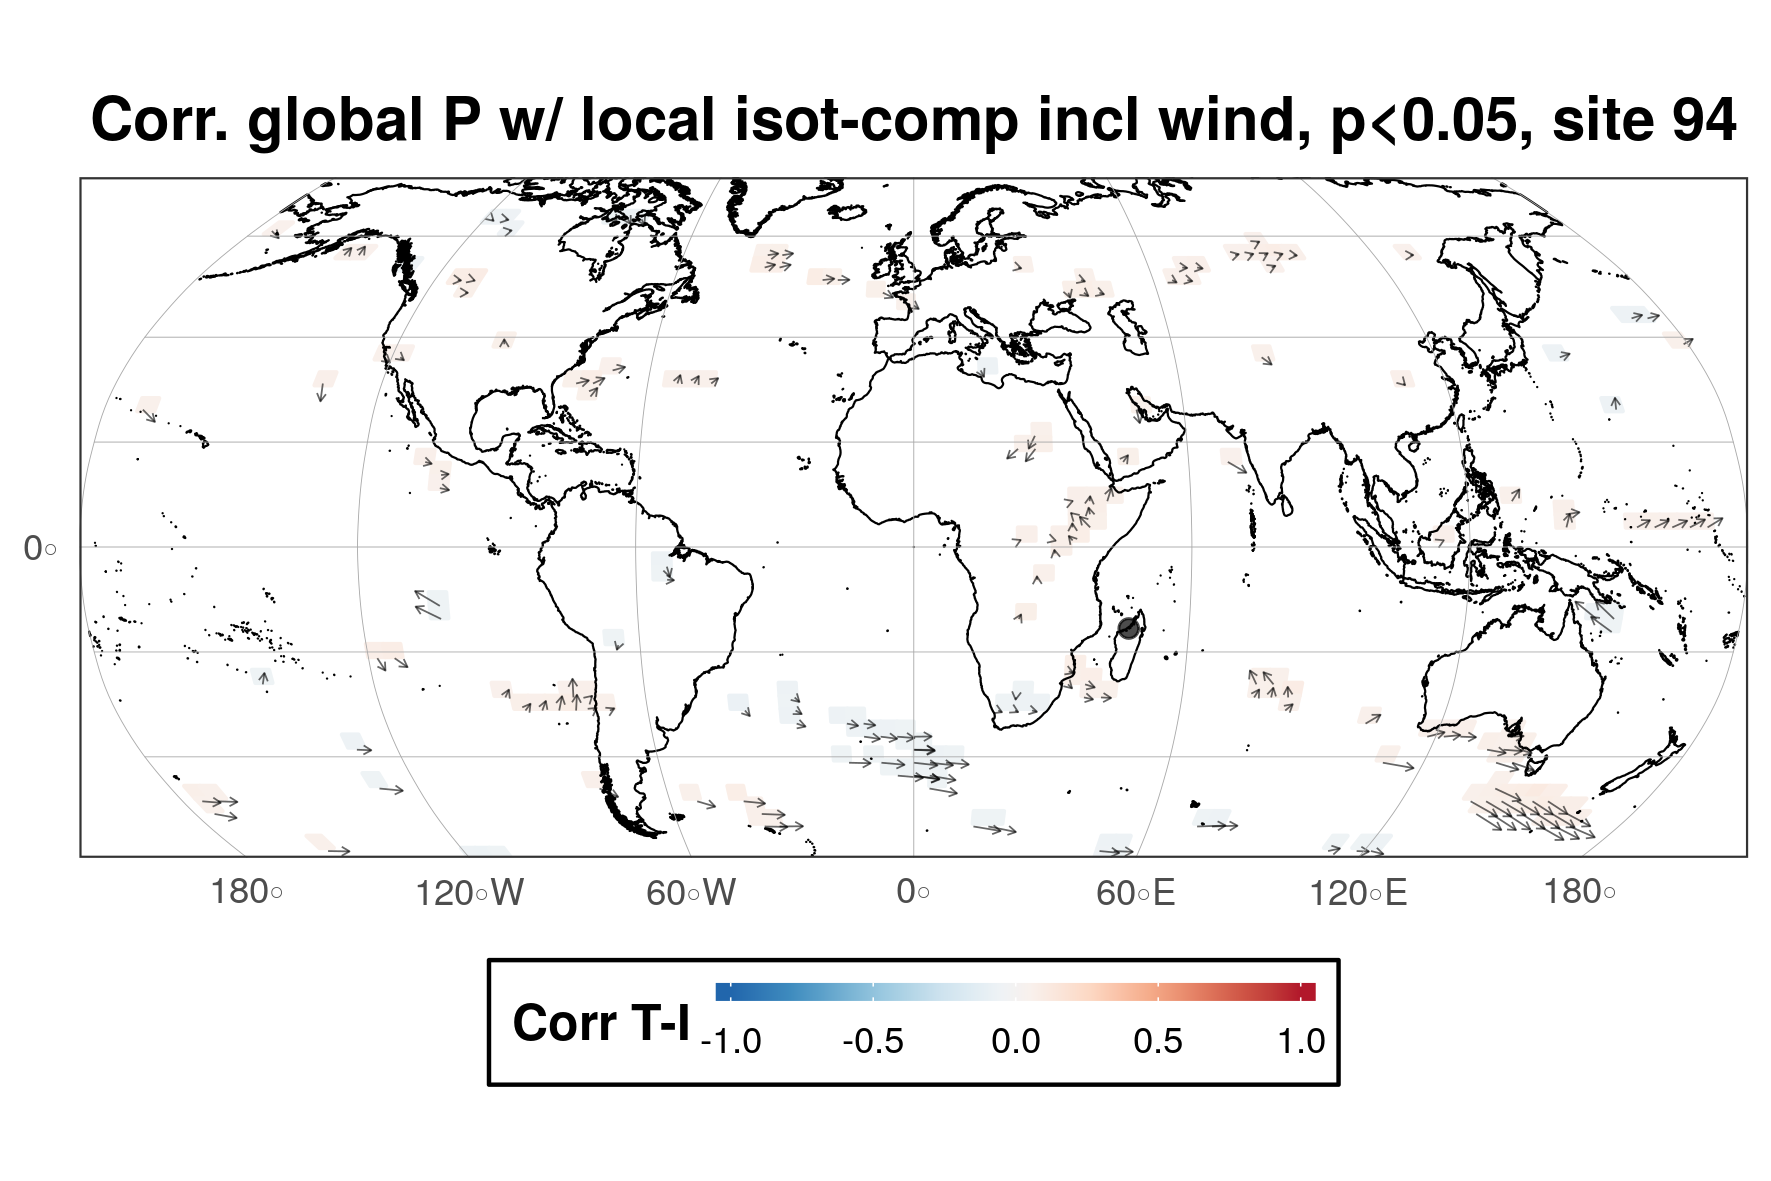 Corr. global P w/ local isot-comp incl wind, p<0.05, site 94
0°
180° 120°W 60°W 0° 60°E 120°E 180°
Corr T-I
-1.0 -0.5 0.0 0.5 1.0